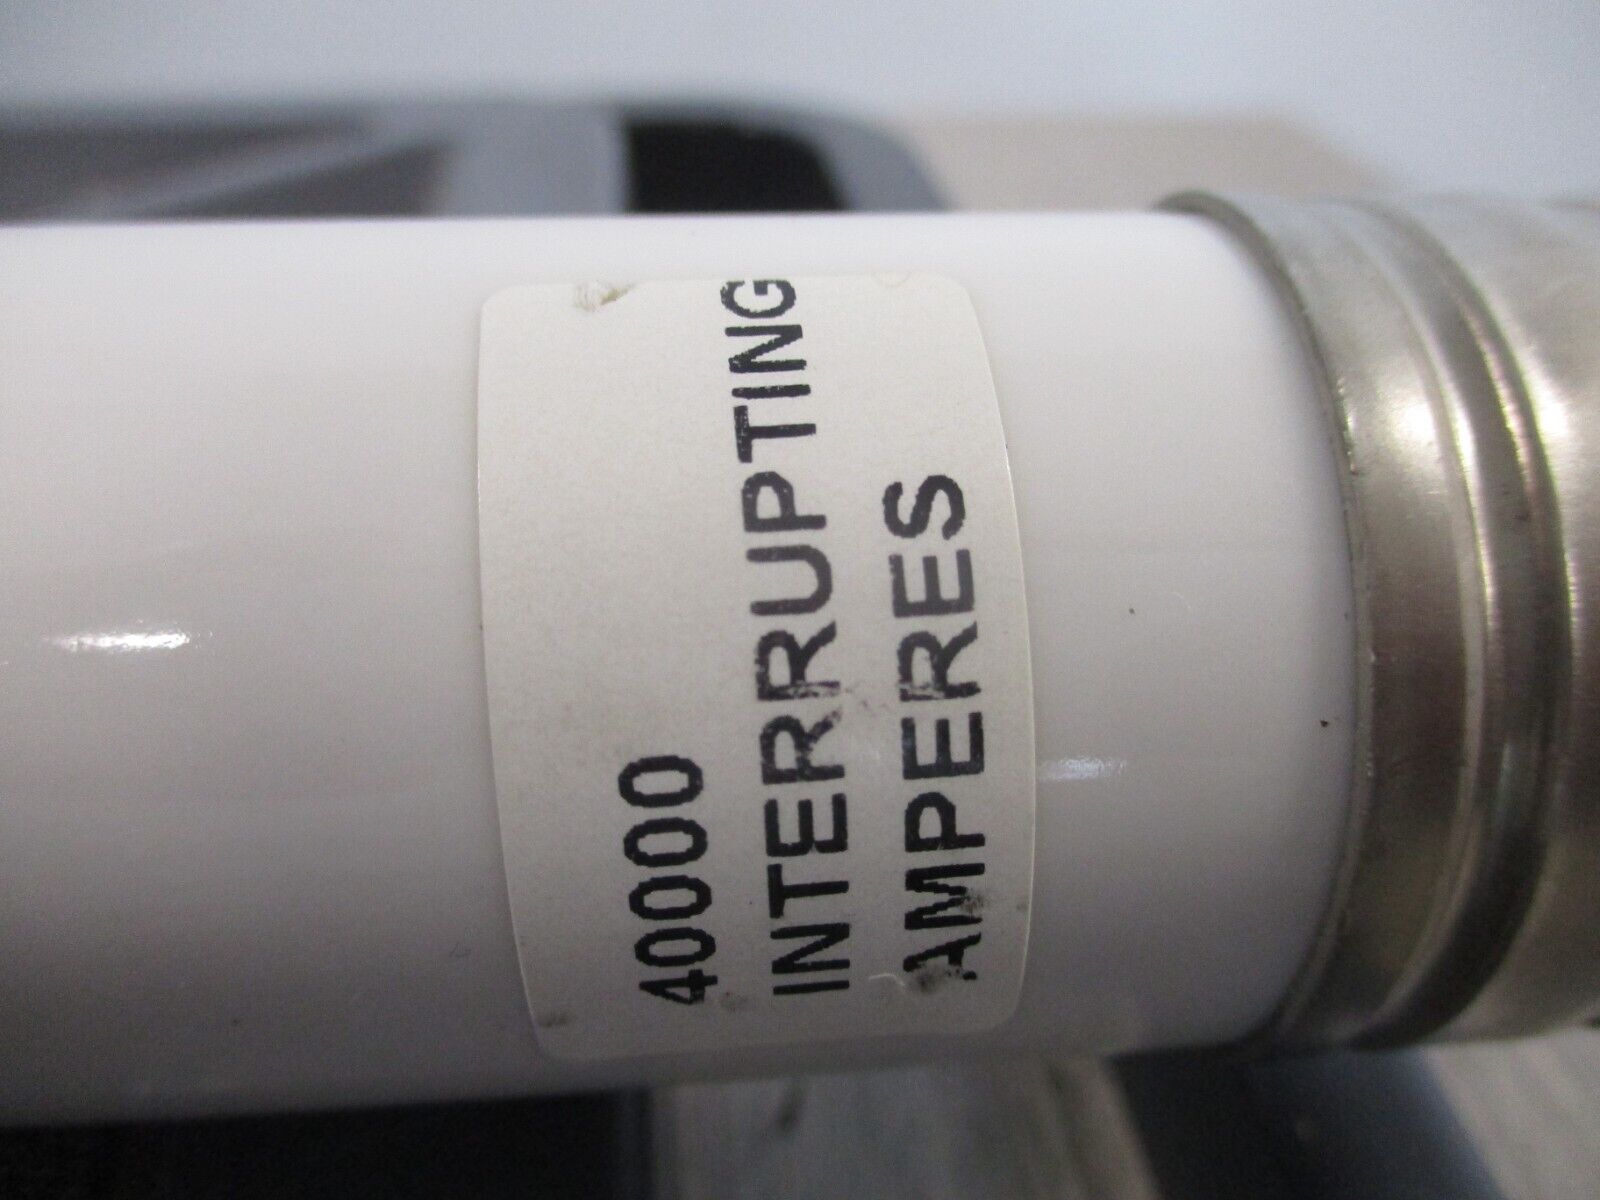 40000
INTERRUPTING
AMPERES